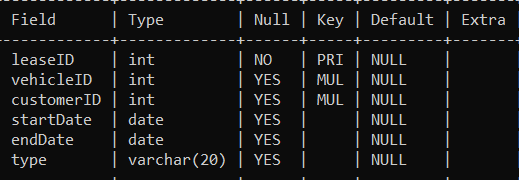 Field | Type | Null | Key | Default | Extra
leaseID | int | NO | PRI | NULL |
vehicleID | int | YES | MUL | NULL |
customerID | int | YES | MUL | NULL |
startDate | date | YES | | NULL |
endDate | date | YES | | NULL |
type | varchar(20) | YES | | NULL |